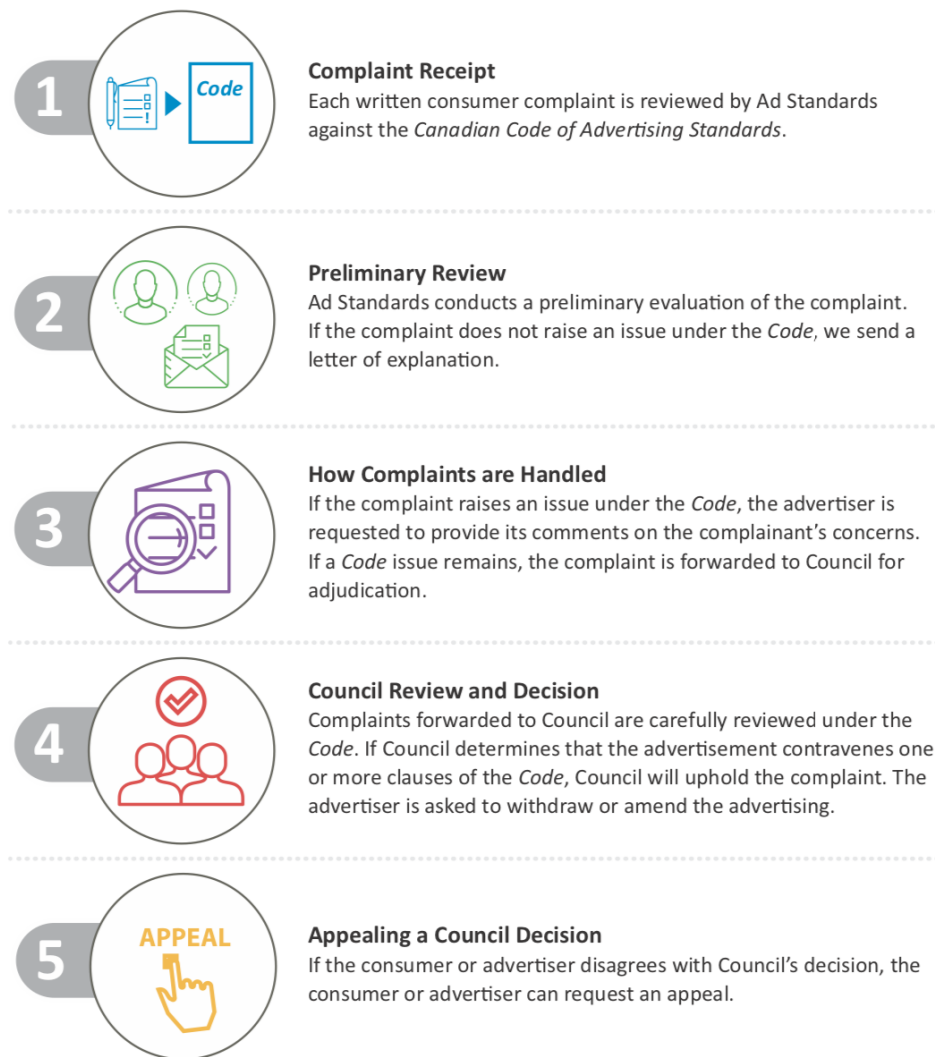 1
Code
Complaint Receipt
Each written consumer complaint is reviewed by Ad Standards
against the Canadian Code of Advertising Standards.
2
Preliminary Review
Ad Standards conducts a preliminary evaluation of the complaint.
If the complaint does not raise an issue under the Code, we send a
letter of explanation.
3
How Complaints are Handled
If the complaint raises an issue under the Code, the advertiser is
requested to provide its comments on the complainant’s concerns.
If a Code issue remains, the complaint is forwarded to Council for
adjudication.
4
Council Review and Decision
Complaints forwarded to Council are carefully reviewed under the
Code. If Council determines that the advertisement contravenes one
or more clauses of the Code, Council will uphold the complaint. The
advertiser is asked to withdraw or amend the advertising.
5
APPEAL
Appealing a Council Decision
If the consumer or advertiser disagrees with Council’s decision, the
consumer or advertiser can request an appeal.